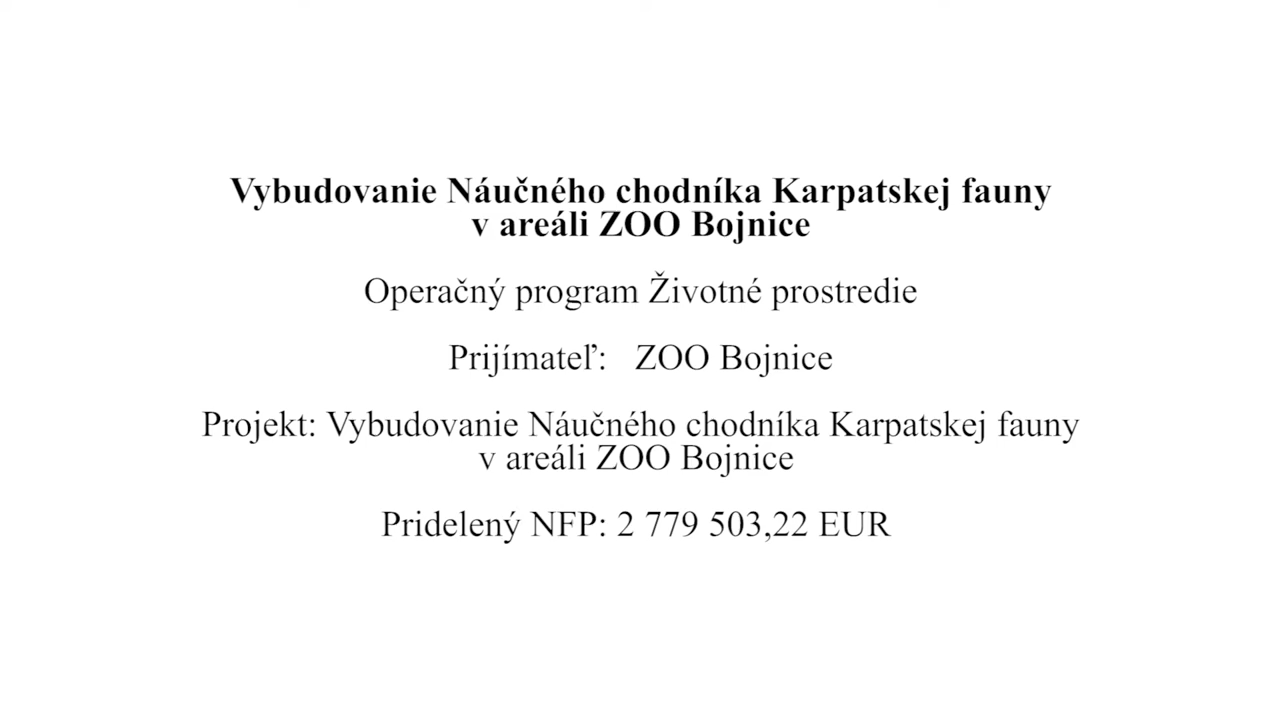 Vybudovanie Náučného chodníka Karpatskej fauny
v areáli ZOO Bojnice
Operačný program Životné prostredie
Prijímateľ: ZOO Bojnice
Projekt: Vybudovanie Náučného chodníka Karpatskej fauny
v areáli ZOO Bojnice
Pridelený NFP: 2 779 503,22 EUR